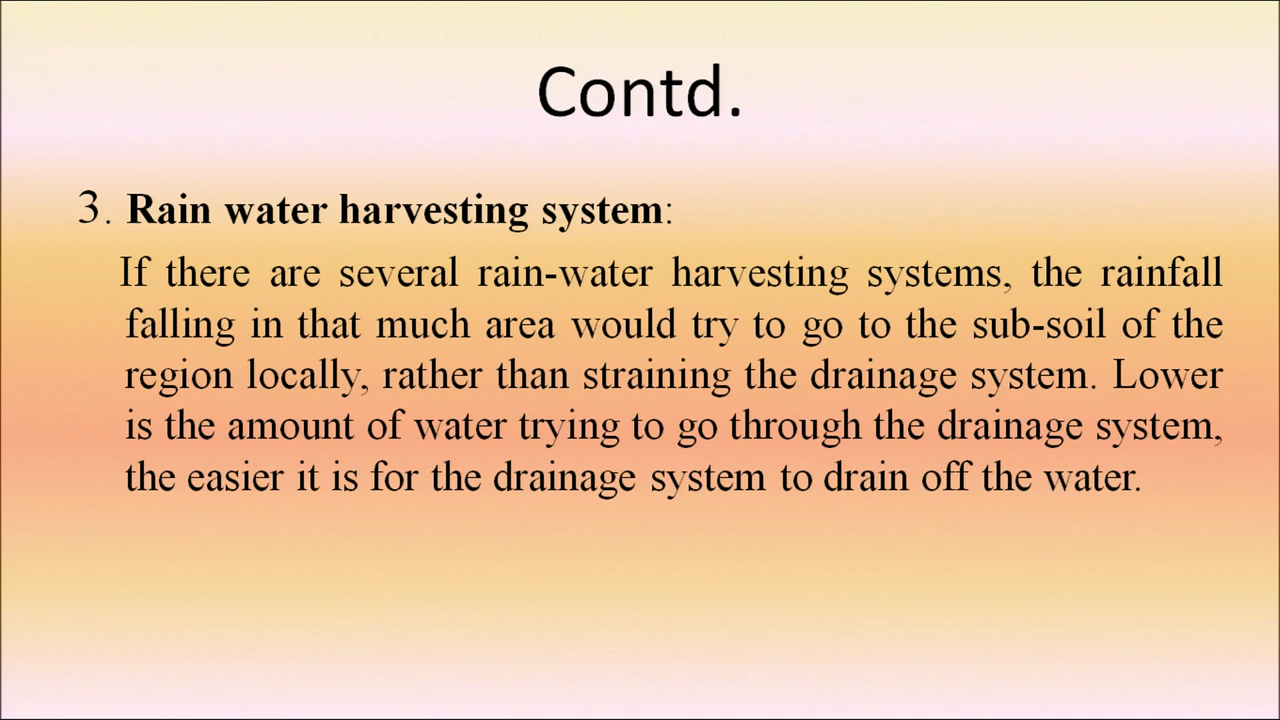 Contd.
3. Rain water harvesting system:
If there are several rain-water harvesting systems, the rainfall
falling in that much area would try to go to the sub-soil of the
region locally, rather than straining the drainage system. Lower
is the amount of water trying to go through the drainage system,
the easier it is for the drainage system to drain off the water.